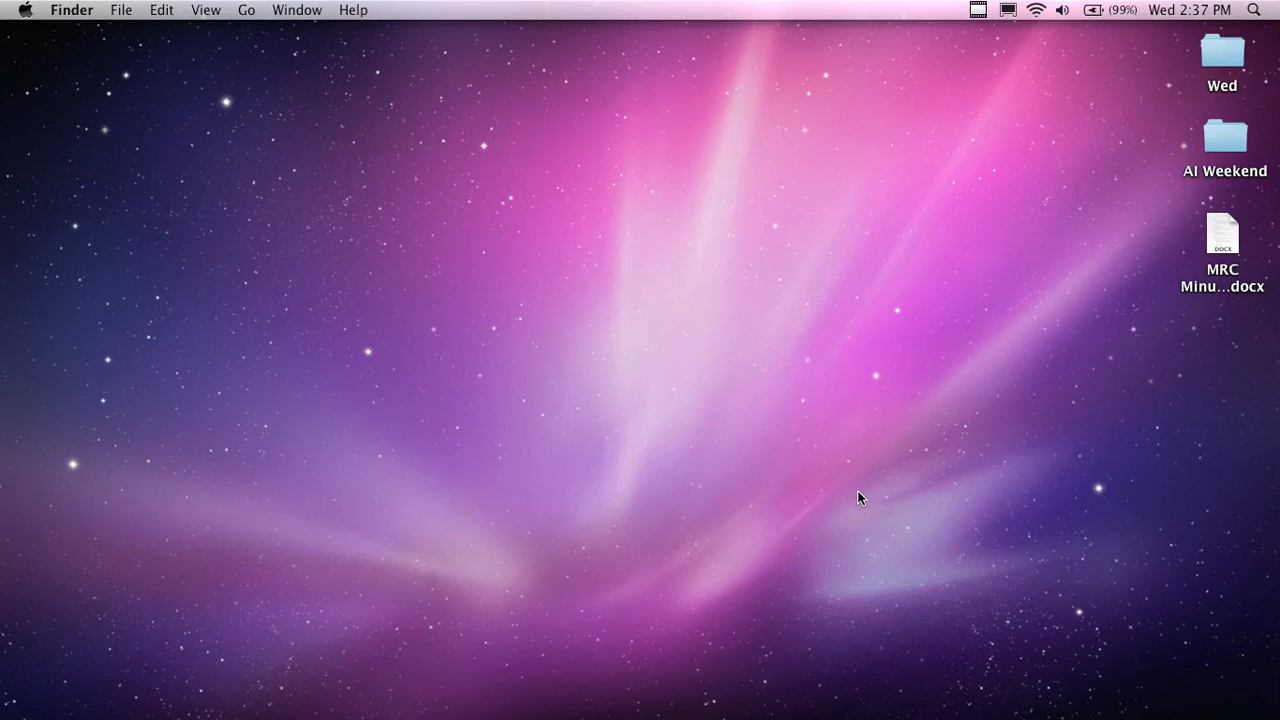 Finder File Edit View Go Window Help (99%) Wed 2:37 PM
Wed
AI Weekend
DOCX
MRC
Minu...docx